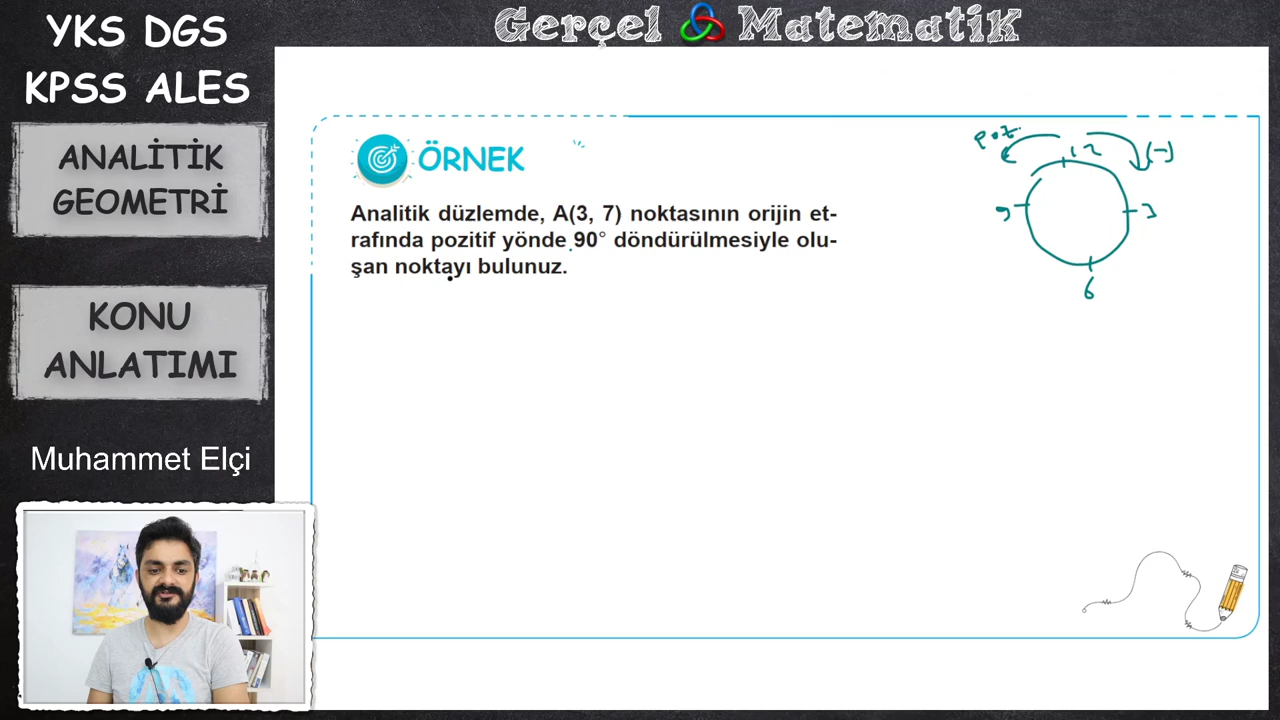 YKS DGS
KPSS ALES
ANALİTİK
GEOMETRİ
KONU
ANLATIMI
Muhammet Elçi
Gerçel Matematik
ÖRNEK
Analitik düzlemde, A(3, 7) noktasının orijin et-
rafında pozitif yönde 90° döndürülmesiyle olu-
şan noktayı bulunuz.
poz.
12
(-)
9
3
6